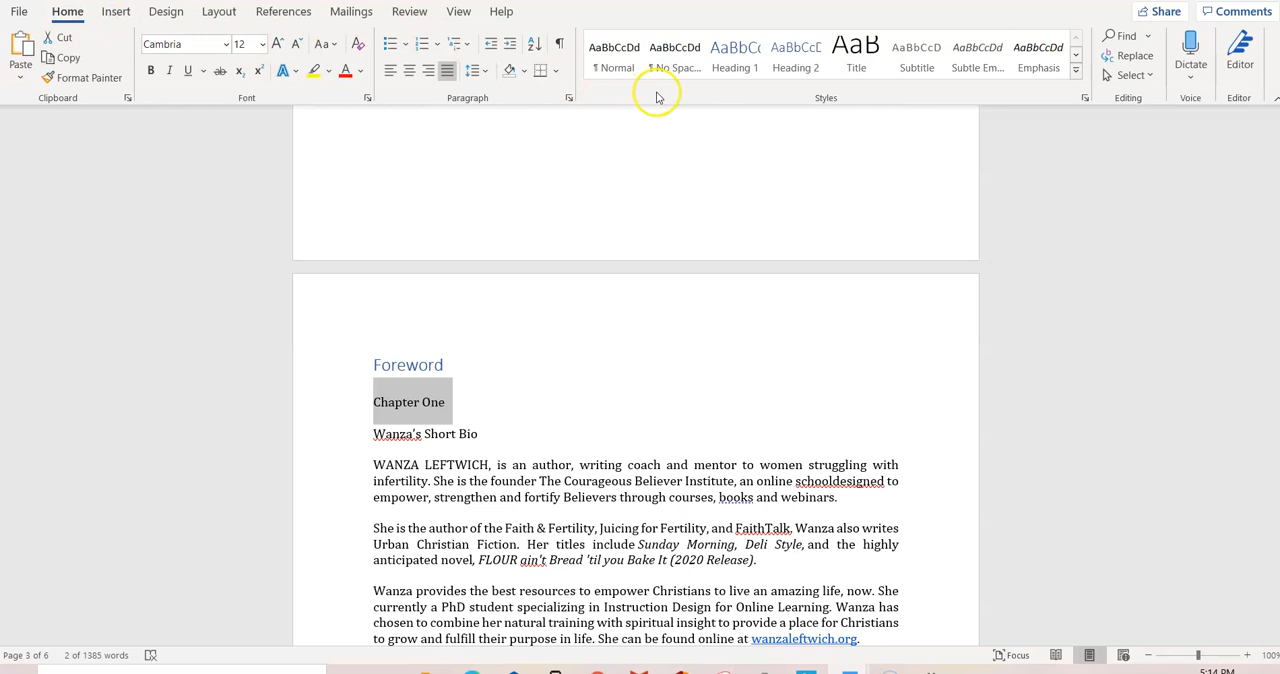 File Home Insert Design Layout References Mailings Review View Help Share Comments
Paste Cut Copy Format Painter Clipboard
Cambria 12 Aa Font
B I U ab x₂ x² A A
Paragraph
AaBbCcDd AaBbCcDd AaBbCc AaBbCcD AaB AaBbCcD AaBbCcDd AaBbCcDd
¶ Normal ¶ No Spac... Heading 1 Heading 2 Title Subtitle Subtle Em... Emphasis
Styles
Find
Replace
Select
Editing
Dictate
Voice
Editor
Editor
Foreword
Chapter One
Wanza's Short Bio
WANZA LEFTWICH, is an author, writing coach and mentor to women struggling with
infertility. She is the founder The Courageous Believer Institute, an online schooldesigned to
empower, strengthen and fortify Believers through courses, books and webinars.
She is the author of the Faith & Fertility, Juicing for Fertility, and FaithTalk, Wanza also writes
Urban Christian Fiction. Her titles include Sunday Morning, Deli Style, and the highly
anticipated novel, FLOUR ain't Bread 'til you Bake It (2020 Release).
Wanza provides the best resources to empower Christians to live an amazing life, now. She
currently a PhD student specializing in Instruction Design for Online Learning. Wanza has
chosen to combine her natural training with spiritual insight to provide a place for Christians
to grow and fulfill their purpose in life. She can be found online at wanzaleftwich.org.
Page 3 of 6 2 of 1385 words Focus 100%
5:14 PM